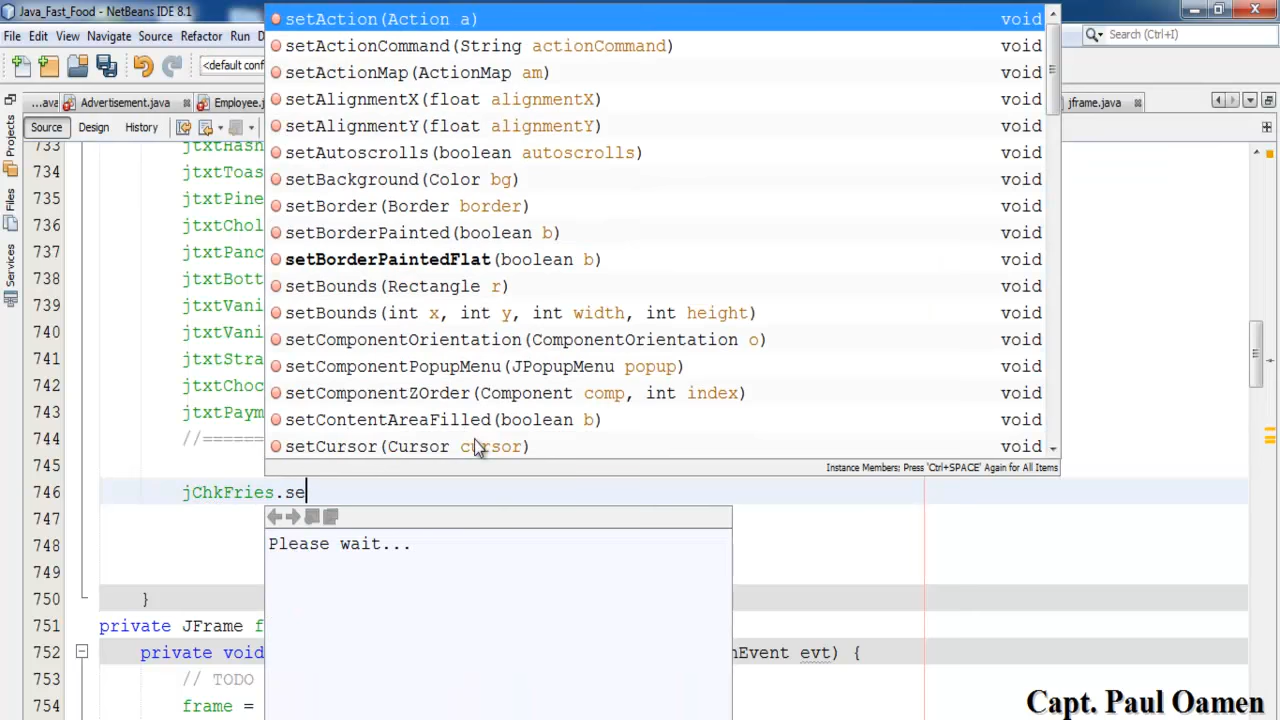 Java_Fast_Food - NetBeans IDE 8.1
File Edit View Navigate Source Refactor Run D
Search (Ctrl+I)
<default conf
...ava Advertisement.java Employee.j jframe.java
Source Design History
Projects
Files
Services
setAction(Action a) void
setActionCommand(String actionCommand) void
setActionMap(ActionMap am) void
setAlignmentX(float alignmentX) void
setAlignmentY(float alignmentY) void
setAutoscrolls(boolean autoscrolls) void
setBackground(Color bg) void
setBorder(Border border) void
setBorderPainted(boolean b) void
setBorderPaintedFlat(boolean b) void
setBounds(Rectangle r) void
setBounds(int x, int y, int width, int height) void
setComponentOrientation(ComponentOrientation o) void
setComponentPopupMenu(JPopupMenu popup) void
setComponentZOrder(Component comp, int index) void
setContentAreaFilled(boolean b) void
setCursor(Cursor cursor) void
Instance Members: Press 'Ctrl+SPACE' Again for All Items
733 jtxtHash
734 jtxtToas
735 jtxtPine
736 jtxtChol
737 jtxtPanc
738 jtxtBott
739 jtxtVani
740 jtxtVani
741 jtxtStra
742 jtxtChoc
743 jtxtPaym
744 //=======
745
746 jChkFries.se
747
748
749
750 }
751 private JFrame f
752 private void nEvent evt) {
753 // TODO
754 frame =
Please wait...
Capt. Paul Oamen